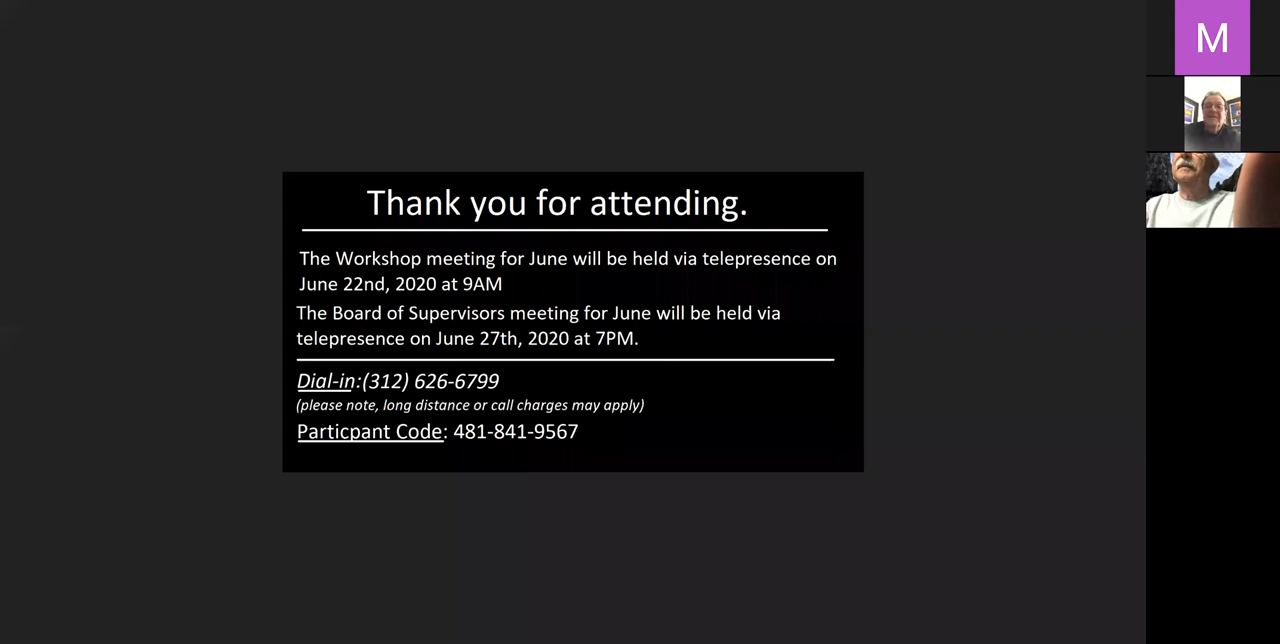 Thank you for attending.
The Workshop meeting for June will be held via telepresence on
June 22nd, 2020 at 9AM
The Board of Supervisors meeting for June will be held via
telepresence on June 27th, 2020 at 7PM.
Dial-in:(312) 626-6799
(please note, long distance or call charges may apply)
Particpant Code: 481-841-9567
M